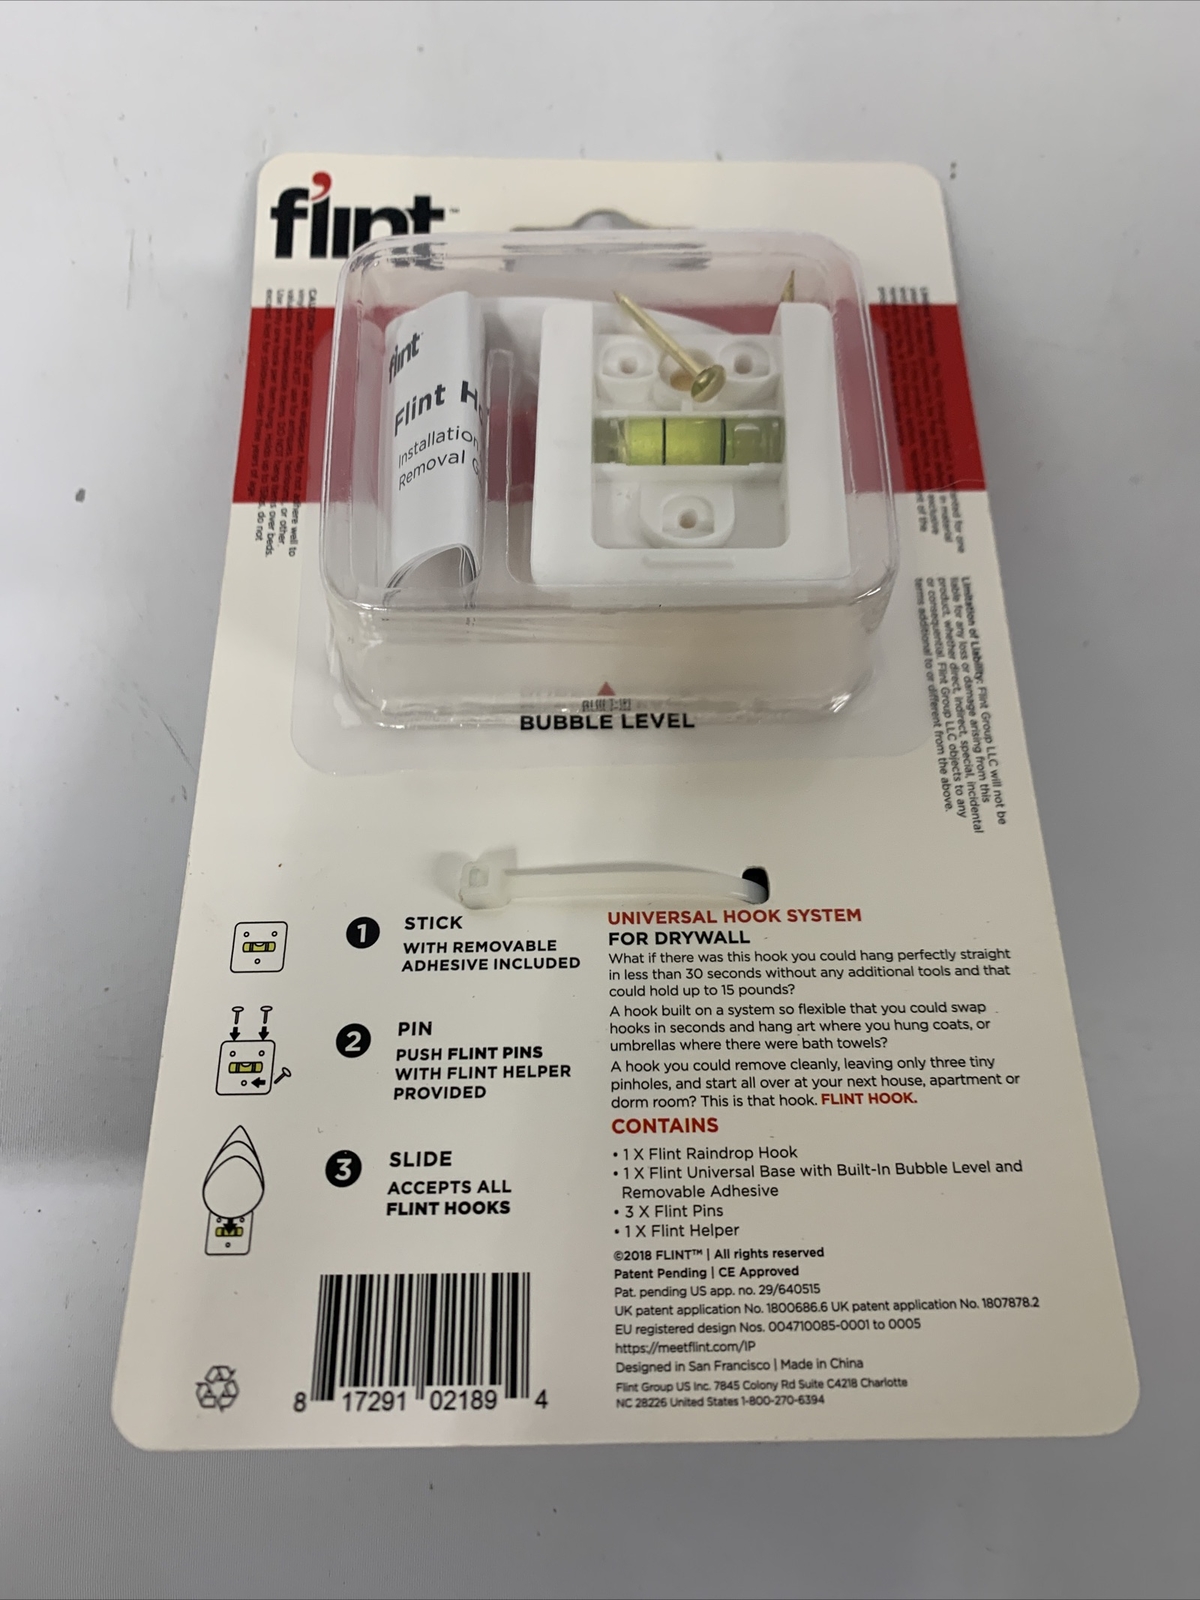 flint™
flint
Flint
Installation
Removal
BUBBLE LEVEL
Limitation of Liability: Flint Group LLC will not be
liable for any loss or damage arising from this
product, whether direct, indirect, special, incidental
or consequential. Flint Group LLC objects to any
terms additional to or different from the above.
1 STICK
WITH REMOVABLE
ADHESIVE INCLUDED
2 PIN
PUSH FLINT PINS
WITH FLINT HELPER
PROVIDED
3 SLIDE
ACCEPTS ALL
FLINT HOOKS
8 17291 02189 4
UNIVERSAL HOOK SYSTEM
FOR DRYWALL
What if there was this hook you could hang perfectly straight
in less than 30 seconds without any additional tools and that
could hold up to 15 pounds?
A hook built on a system so flexible that you could swap
hooks in seconds and hang art where you hung coats, or
umbrellas where there were bath towels?
A hook you could remove cleanly, leaving only three tiny
pinholes, and start all over at your next house, apartment or
dorm room? This is that hook. FLINT HOOK.
CONTAINS
• 1 X Flint Raindrop Hook
• 1 X Flint Universal Base with Built-In Bubble Level and
Removable Adhesive
• 3 X Flint Pins
• 1 X Flint Helper
©2018 FLINT™ | All rights reserved
Patent Pending | CE Approved
Pat. pending US app. no. 29/640515
UK patent application No. 1800686.6 UK patent application No. 1807878.2
EU registered design Nos. 004710085-0001 to 0005
https://meetflint.com/IP
Designed in San Francisco | Made in China
Flint Group US Inc. 7845 Colony Rd Suite C4218 Charlotte
NC 28226 United States 1-800-270-6394